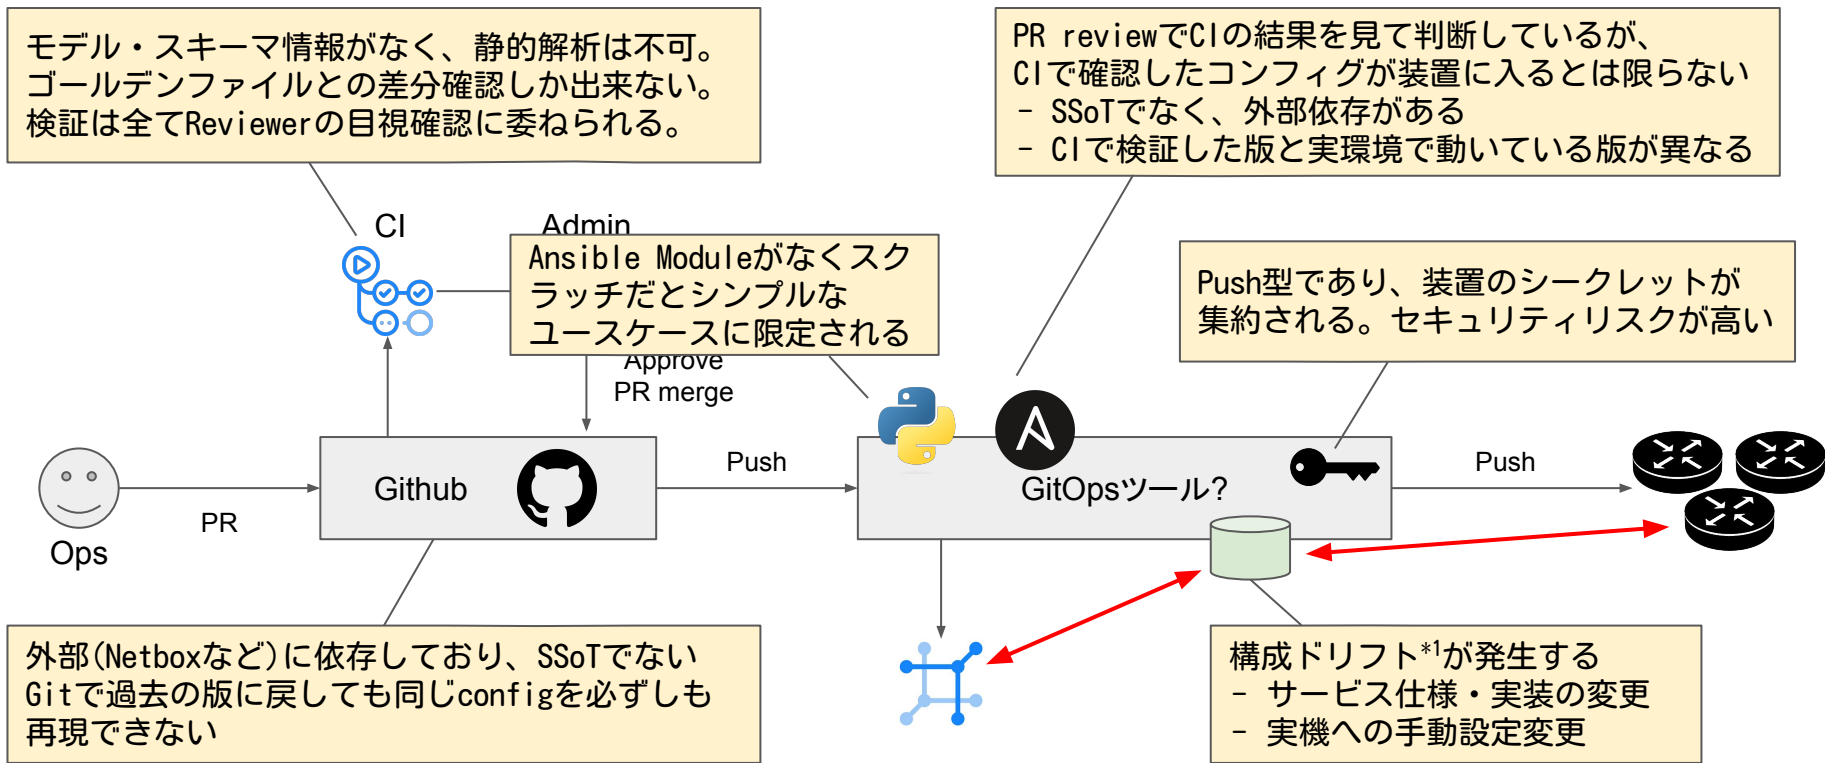 モデル・スキーマ情報がなく、静的解析は不可。
ゴールデンファイルとの差分確認しか出来ない。
検証は全てReviewerの目視確認に委ねられる。
PR reviewでCIの結果を見て判断しているが、
CIで確認したコンフィグが装置に入るとは限らない
- SSoTでなく、外部依存がある
- CIで検証した版と実環境で動いている版が異なる
CI
Admin
Ansible Moduleがなくスク
ラッチだとシンプルな
ユースケースに限定される
Push型であり、装置のシークレットが
集約される。セキュリティリスクが高い
Approve
PR merge
Ops
PR
Github
Push
GitOpsツール?
Push
外部(Netboxなど)に依存しており、SSoTでない
Gitで過去の版に戻しても同じconfigを必ずしも
再現できない
構成ドリフト*1が発生する
- サービス仕様・実装の変更
- 実機への手動設定変更